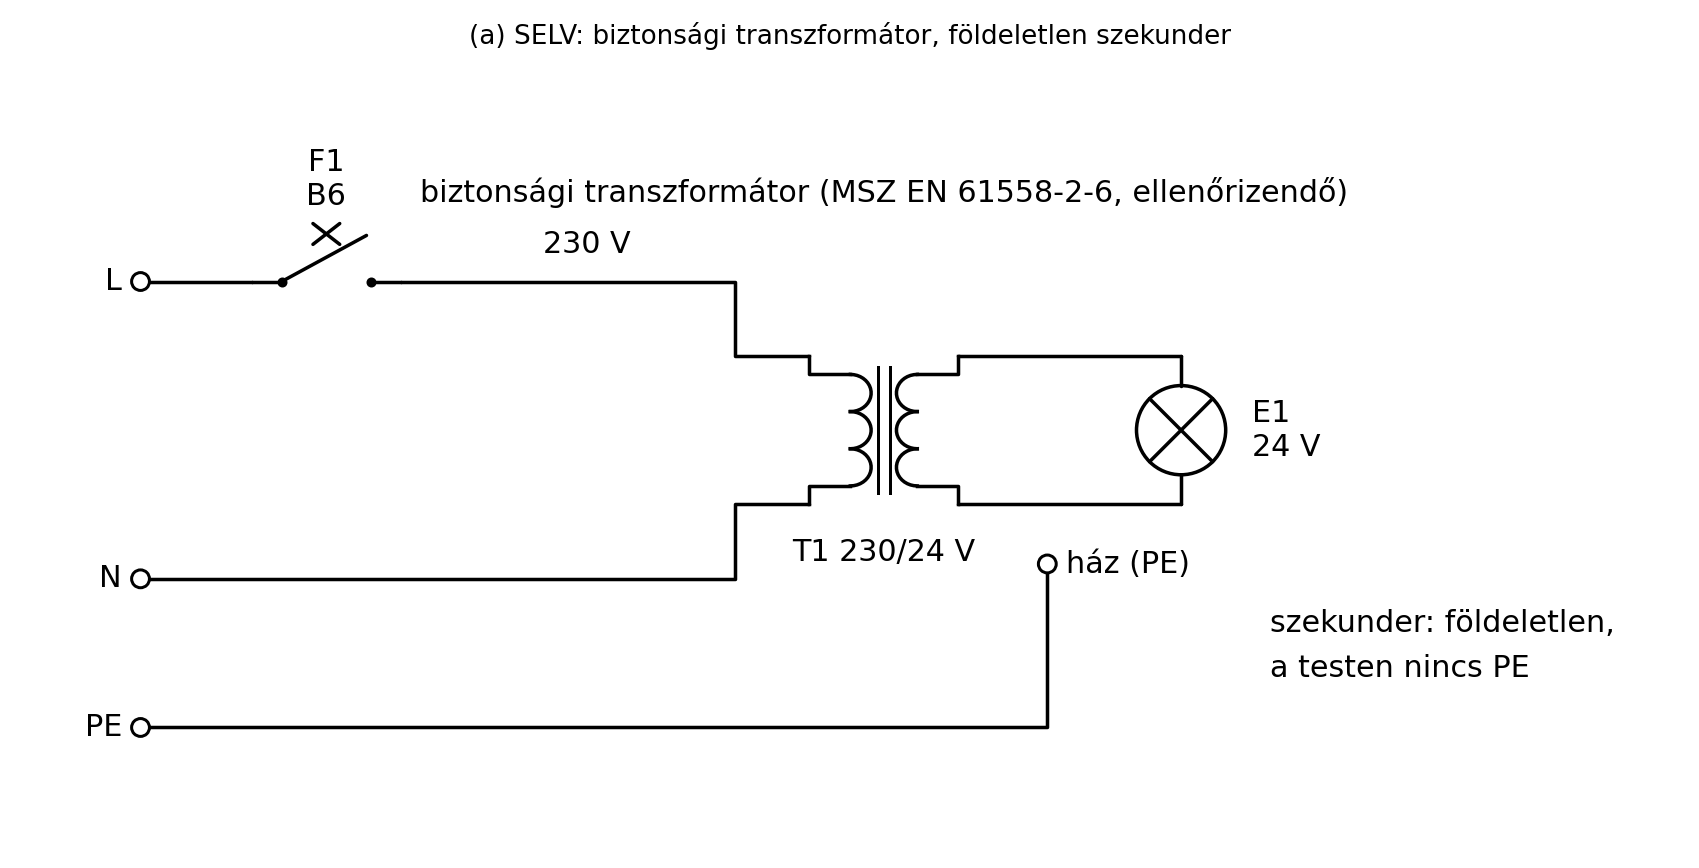 (a) SELV: biztonsági transzformátor, földeletlen szekunder
F1
B6
biztonsági transzformátor (MSZ EN 61558-2-6, ellenőrizendő)
230 V
L
E1
24 V
T1 230/24 V
ház (PE)
N
szekunder: földeletlen,
a testen nincs PE
PE